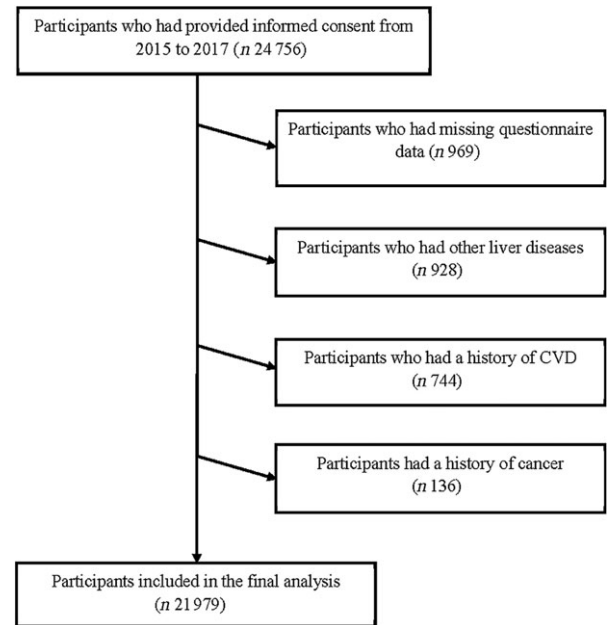 Participants who had provided informed consent from
2015 to 2017 (n 24 756)
Participants who had missing questionnaire
data (n 969)
Participants who had other liver diseases
(n 928)
Participants who had a history of CVD
(n 744)
Participants had a history of cancer
(n 136)
Participants included in the final analysis
(n 21 979)